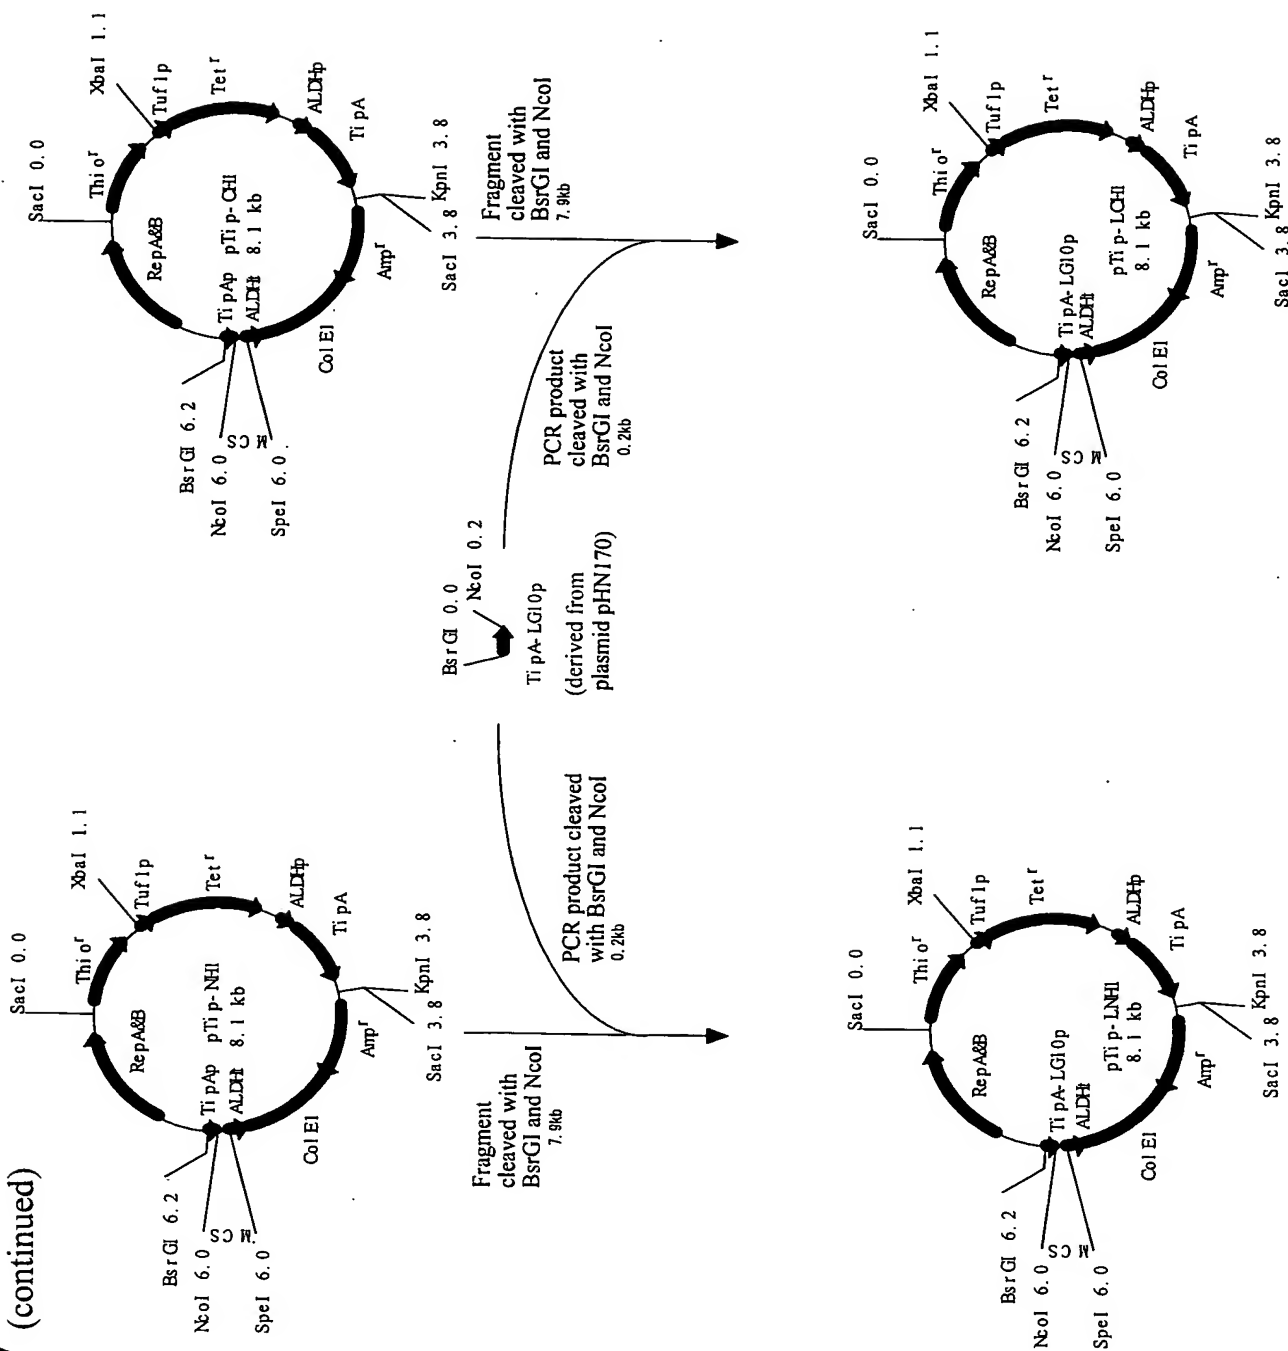 (continued)
SacI 0.0
XbaI 1.1
Thio^r
Tuf1p
Tet^r
ALDHp
TipA
KpnI 3.8
SacI 3.8
Amp^r
ColE1
RepA&B
TipAp
pTip-NH1
ALDHt
8.1 kb
BsrGI 6.2
NcoI 6.0
MCS
SpeI 6.0
SacI 0.0
XbaI 1.1
Thio^r
Tuf1p
Tet^r
ALDHp
TipA
KpnI 3.8
SacI 3.8
Amp^r
ColE1
RepA&B
TipAp
pTip-CH1
ALDHt
8.1 kb
BsrGI 6.2
NcoI 6.0
MCS
SpeI 6.0
Fragment
cleaved with
BsrGI and NcoI
7.9kb
PCR product cleaved
with BsrGI and NcoI
0.2kb
BsrGI 0.0
NcoI 0.2
TipA-LG10p
(derived from
plasmid pHN170)
PCR product
cleaved with
BsrGI and NcoI
0.2kb
Fragment
cleaved with
BsrGI and NcoI
7.9kb
SacI 0.0
XbaI 1.1
Thio^r
Tuf1p
Tet^r
ALDHp
TipA
KpnI 3.8
SacI 3.8
Amp^r
ColE1
RepA&B
TipA-LG10p
ALDHt
pTip-LNH1
8.1 kb
BsrGI 6.2
NcoI 6.0
MCS
SpeI 6.0
SacI 0.0
XbaI 1.1
Thio^r
Tuf1p
Tet^r
ALDHp
TipA
KpnI 3.8
SacI 3.8
Amp^r
ColE1
RepA&B
TipA-LG10p
ALDHt
pTip-LCH1
8.1 kb
BsrGI 6.2
NcoI 6.0
MCS
SpeI 6.0